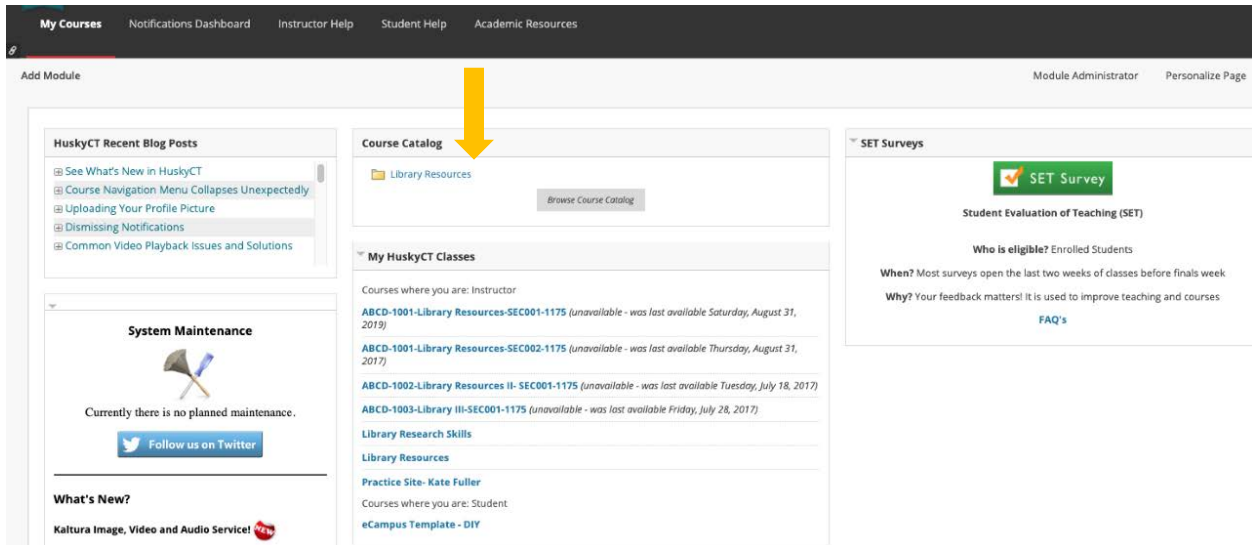 My Courses Notifications Dashboard Instructor Help Student Help Academic Resources
Add Module
Module Administrator Personalize Page
HuskyCT Recent Blog Posts
See What's New in HuskyCT
Course Navigation Menu Collapses Unexpectedly
Uploading Your Profile Picture
Dismissing Notifications
Common Video Playback Issues and Solutions
System Maintenance
Currently there is no planned maintenance.
Follow us on Twitter
What's New?
Kaltura Image, Video and Audio Service! NEW
Course Catalog
Library Resources
Browse Course Catalog
My HuskyCT Classes
Courses where you are: Instructor
ABCD-1001-Library Resources-SEC001-1175 (unavailable - was last available Saturday, August 31,
2019)
ABCD-1001-Library Resources-SEC002-1175 (unavailable - was last available Thursday, August 31,
2017)
ABCD-1002-Library Resources II- SEC001-1175 (unavailable - was last available Tuesday, July 18, 2017)
ABCD-1003-Library III-SEC001-1175 (unavailable - was last available Friday, July 28, 2017)
Library Research Skills
Library Resources
Practice Site- Kate Fuller
Courses where you are: Student
eCampus Template - DIY
SET Surveys
SET Survey
Student Evaluation of Teaching (SET)
Who is eligible? Enrolled Students
When? Most surveys open the last two weeks of classes before finals week
Why? Your feedback matters! It is used to improve teaching and courses
FAQ's